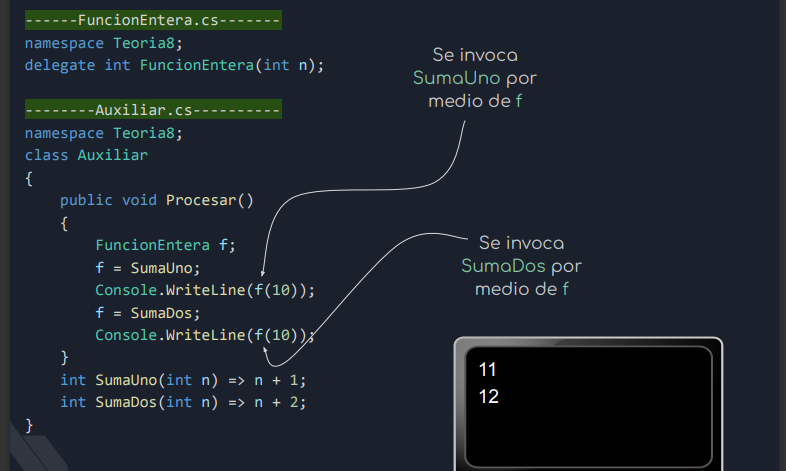 ------FuncionEntera.cs-------
namespace Teoria8;
delegate int FuncionEntera(int n);
--------Auxiliar.cs----------
namespace Teoria8;
class Auxiliar
{
    public void Procesar()
    {
        FuncionEntera f;
        f = SumaUno;
        Console.WriteLine(f(10));
        f = SumaDos;
        Console.WriteLine(f(10));
    }
    int SumaUno(int n) => n + 1;
    int SumaDos(int n) => n + 2;
}
Se invoca
SumaUno por
medio de f
Se invoca
SumaDos por
medio de f
11
12